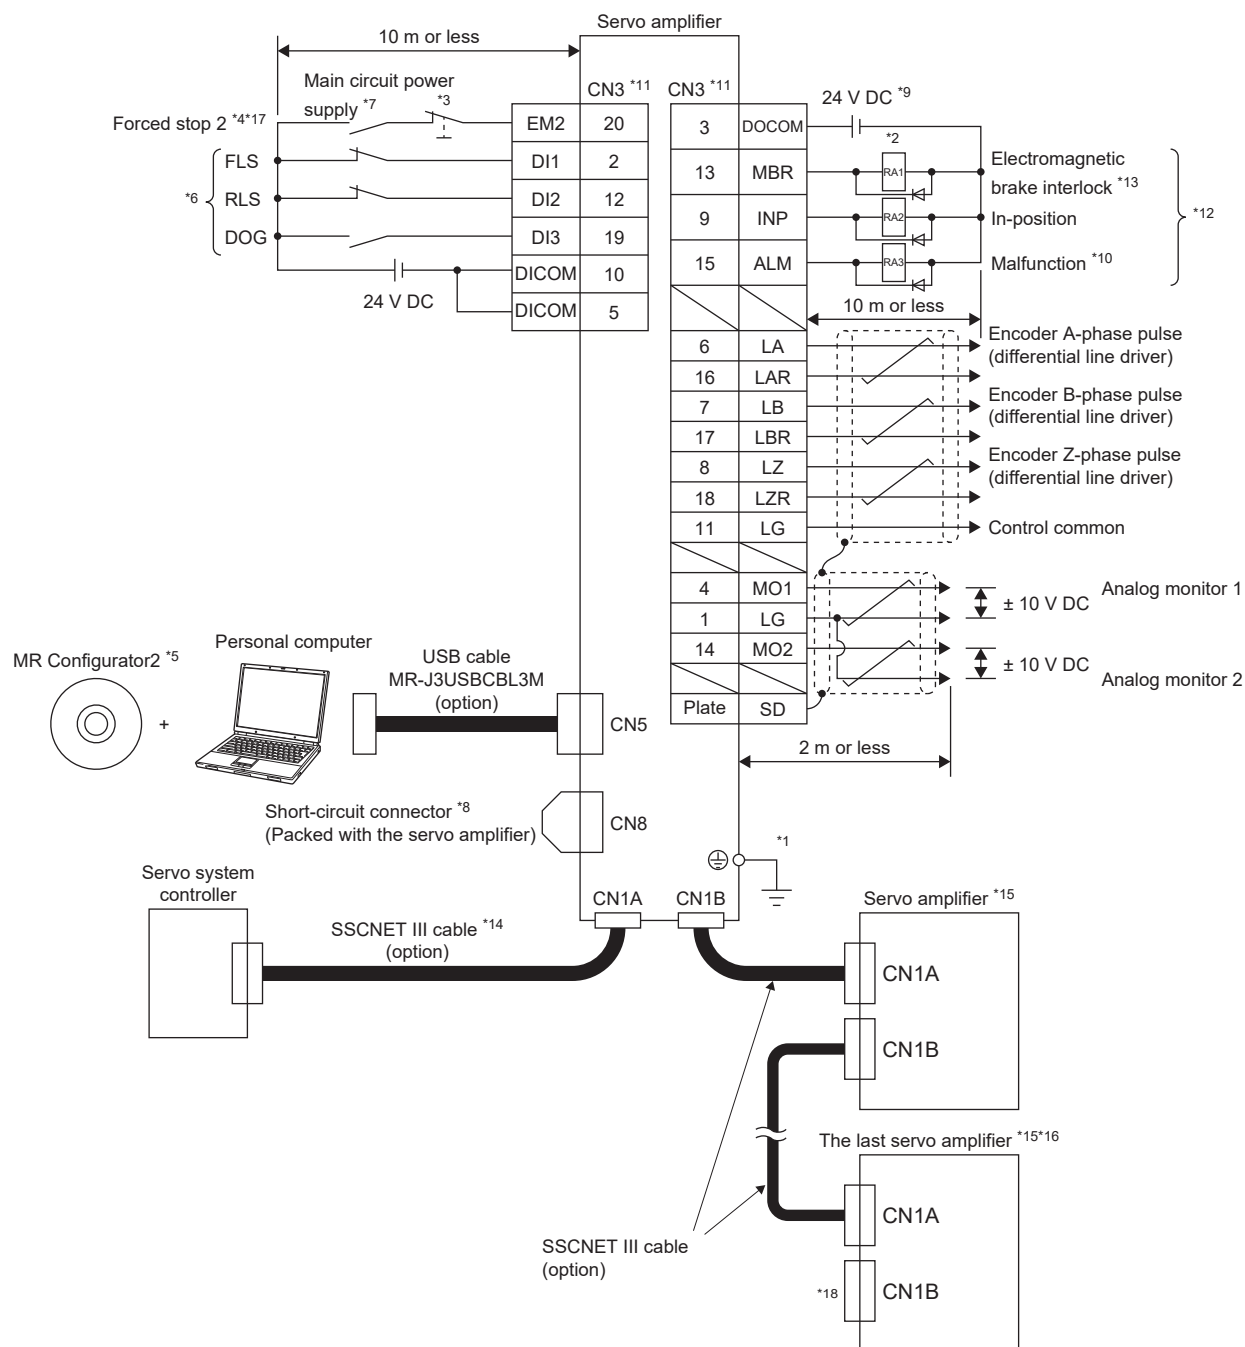 Servo amplifier
10 m or less
Main circuit power
supply *7
*3
CN3 *11
CN3 *11
24 V DC *9
Forced stop 2 *4*17
EM2
20
3
DOCOM
*2
FLS
DI1
2
13
MBR
RA1
Electromagnetic
brake interlock *13
*6
RLS
DI2
12
9
INP
RA2
In-position
*12
DOG
DI3
19
15
ALM
RA3
Malfunction *10
DICOM
10
24 V DC
DICOM
5
10 m or less
6
LA
Encoder A-phase pulse
(differential line driver)
16
LAR
7
LB
Encoder B-phase pulse
(differential line driver)
17
LBR
8
LZ
Encoder Z-phase pulse
(differential line driver)
18
LZR
11
LG
Control common
4
MO1
Analog monitor 1
± 10 V DC
1
LG
14
MO2
± 10 V DC
Analog monitor 2
Plate
SD
2 m or less
MR Configurator2 *5
+
Personal computer
USB cable
MR-J3USBCBL3M
(option)
CN5
Short-circuit connector *8
(Packed with the servo amplifier)
CN8
*1
Servo system
controller
CN1A
CN1B
SSCNET III cable *14
(option)
Servo amplifier *15
CN1A
CN1B
The last servo amplifier *15*16
CN1A
SSCNET III cable
(option)
*18
CN1B